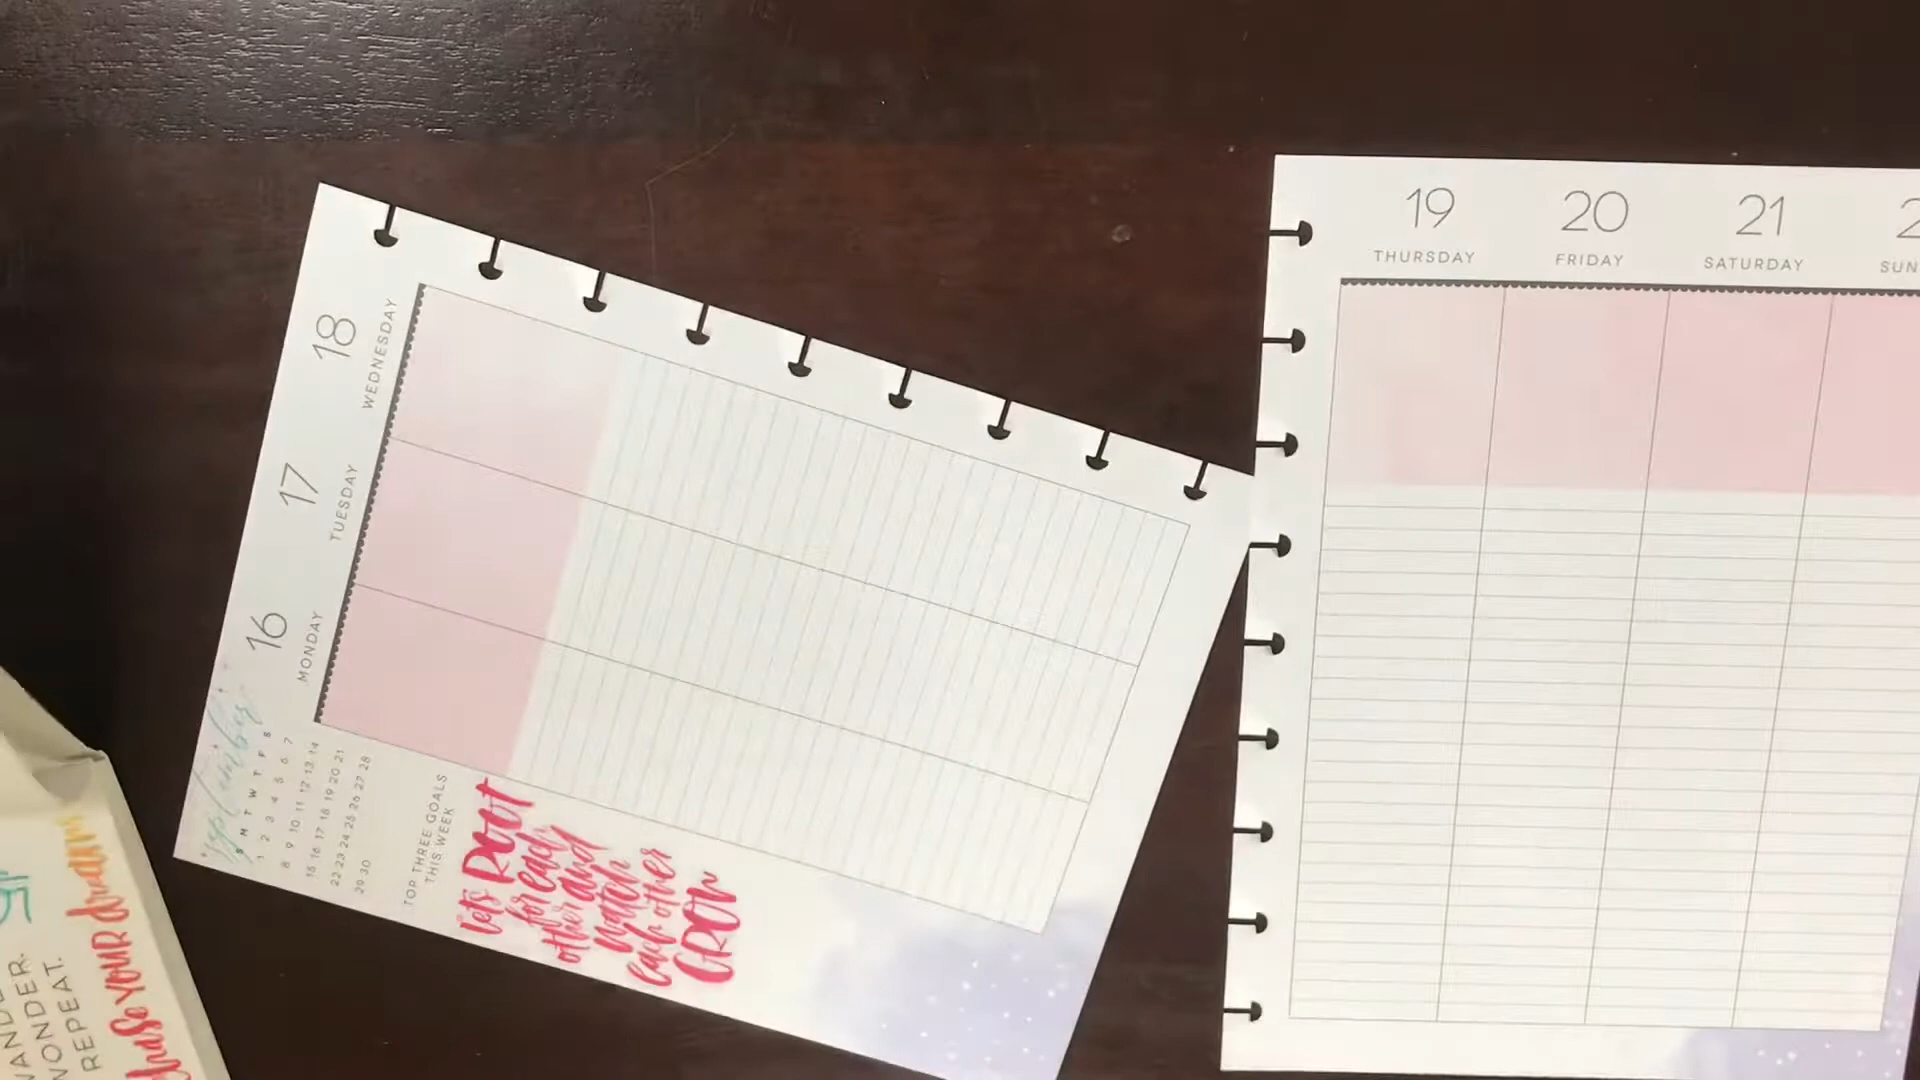 September
S M T W T F S
1 2 3 4 5 6 7
8 9 10 11 12 13 14
15 16 17 18 19 20 21
22 23 24 25 26 27 28
29 30
16
MONDAY
17
TUESDAY
18
WEDNESDAY
TOP THREE GOALS
THIS WEEK
let's ROOT
for each
other and
watch
each other
GROW
19
THURSDAY
20
FRIDAY
21
SATURDAY
WONDER.
REPEAT.
chase YOUR dream